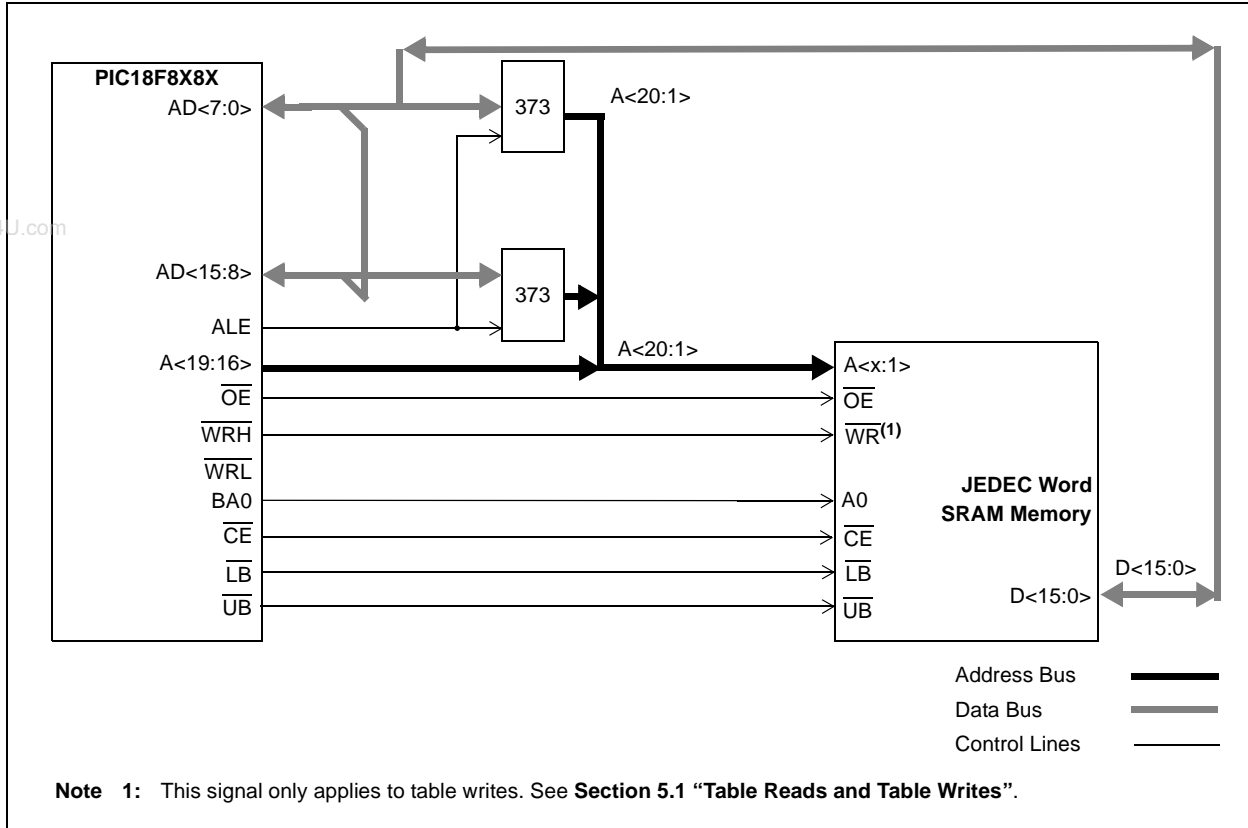 PIC18F8X8X
AD<7:0>
373
A<20:1>
4U.com
AD<15:8>
373
ALE
A<19:16>
A<20:1>
A<x:1>
OE
OE
WRH
WR(1)
WRL
BA0
A0
JEDEC Word
SRAM Memory
CE
CE
LB
LB
D<15:0>
D<15:0>
UB
UB
Address Bus
Data Bus
Control Lines
Note 1: This signal only applies to table writes. See Section 5.1 “Table Reads and Table Writes”.